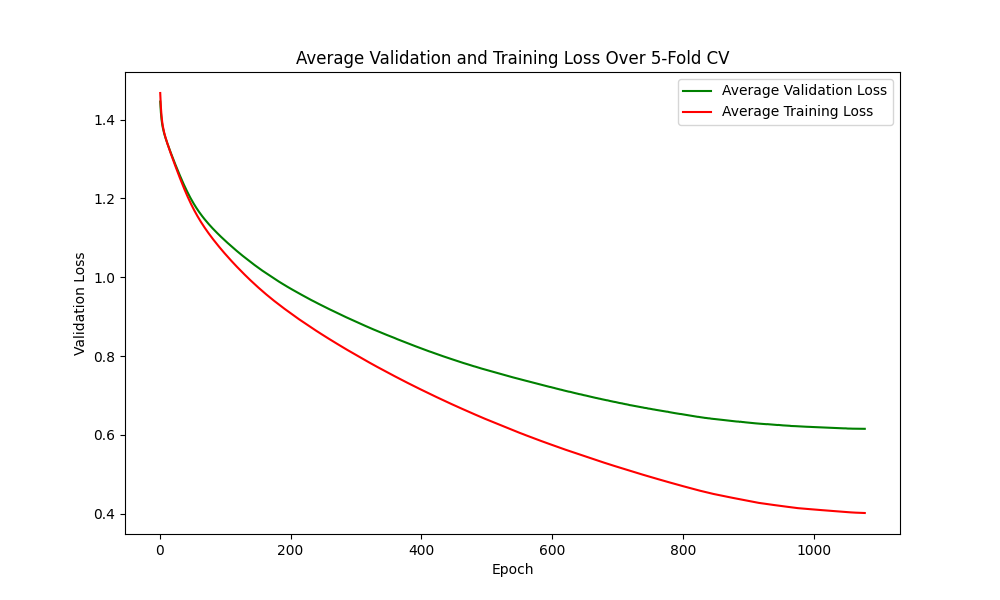 Average Validation and Training Loss Over 5-Fold CV
Average Validation Loss
Average Training Loss
Validation Loss
1.4
1.2
1.0
0.8
0.6
0.4
0
200
400
600
800
1000
Epoch